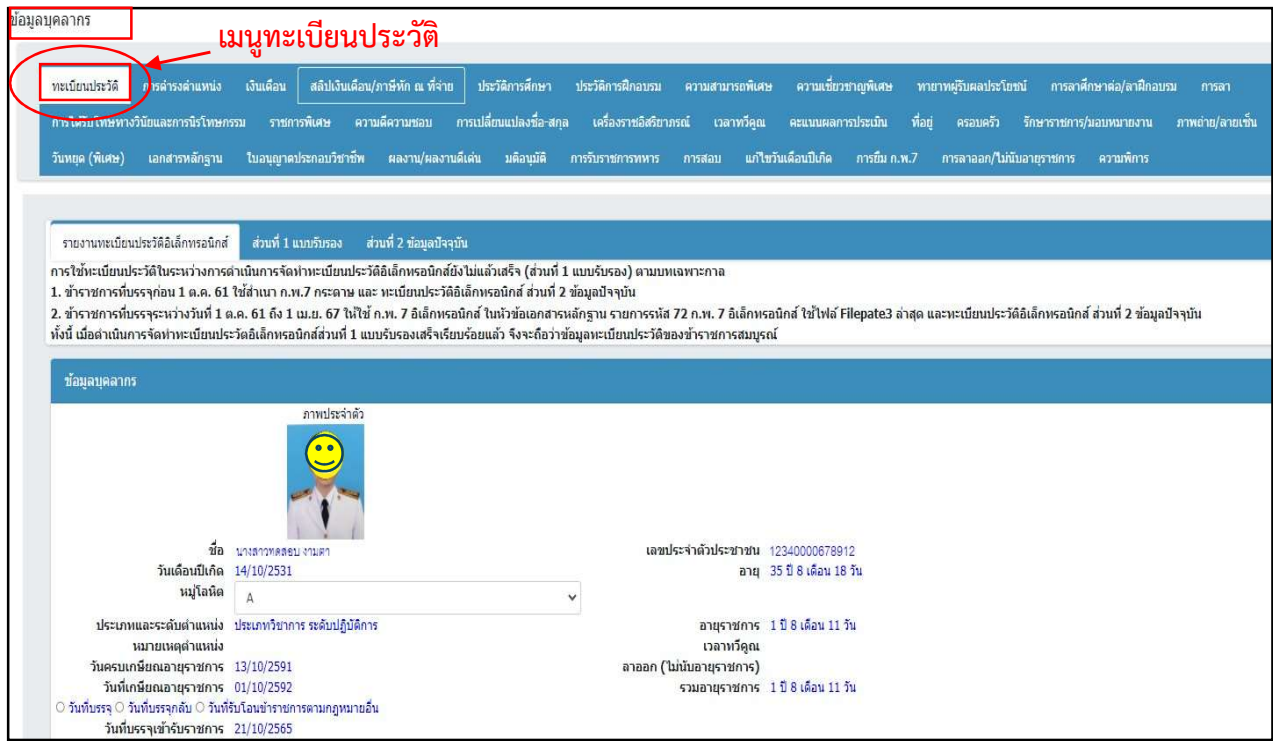 ข้อมูลบุคลากร
เมนูทะเบียนประวัติ
ทะเบียนประวัติ การดำรงตำแหน่ง เงินเดือน สลิปเงินเดือน/ภาษีหัก ณ ที่จ่าย ประวัติการศึกษา ประวัติการฝึกอบรม ความสามารถพิเศษ ความเชี่ยวชาญพิเศษ ทายาทผู้รับผลประโยชน์ การลาศึกษาต่อ/ลาฝึกอบรม การลา
การได้รับโทษทางวินัยและการนิรโทษกรรม ราชการพิเศษ ความดีความชอบ การเปลี่ยนแปลงชื่อ-สกุล เครื่องราชอิสริยาภรณ์ เวลาทวีคูณ คะแนนผลการประเมิน ที่อยู่ ครอบครัว รักษาราชการ/มอบหมายงาน ภาพถ่าย/ลายเซ็น
วันหยุด (พิเศษ) เอกสารหลักฐาน ใบอนุญาตประกอบวิชาชีพ ผลงาน/ผลงานดีเด่น มติอนุมัติ การรับราชการทหาร การสอบ แก้ไขวันเดือนปีเกิด การยืม ก.พ.7 การลาออก/ไม่นับอายุราชการ ความพิการ
รายงานทะเบียนประวัติอิเล็กทรอนิกส์ ส่วนที่ 1 แบบรับรอง ส่วนที่ 2 ข้อมูลปัจจุบัน
การใช้ทะเบียนประวัติในระหว่างการดำเนินการจัดทำทะเบียนประวัติอิเล็กทรอนิกส์ยังไม่แล้วเสร็จ (ส่วนที่ 1 แบบรับรอง) ตามบทเฉพาะกาล
1. ข้าราชการที่บรรจุก่อน 1 ต.ค. 61 ใช้สำเนา ก.พ.7 กระดาษ และ ทะเบียนประวัติอิเล็กทรอนิกส์ ส่วนที่ 2 ข้อมูลปัจจุบัน
2. ข้าราชการที่บรรจุระหว่างวันที่ 1 ต.ค. 61 ถึง 1 เม.ย. 67 ให้ใช้ ก.พ. 7 อิเล็กทรอนิกส์ ในหัวข้อเอกสารหลักฐาน รายการรหัส 72 ก.พ. 7 อิเล็กทรอนิกส์ ใช้ไฟล์ Filepate3 ล่าสุด และทะเบียนประวัติอิเล็กทรอนิกส์ ส่วนที่ 2 ข้อมูลปัจจุบัน
ทั้งนี้ เมื่อดำเนินการจัดทำทะเบียนประวัติอิเล็กทรอนิกส์ส่วนที่ 1 แบบรับรองเสร็จเรียบร้อยแล้ว จึงจะถือว่าข้อมูลทะเบียนประวัติของข้าราชการสมบูรณ์
ข้อมูลบุคลากร
ภาพประจำตัว
ชื่อ นางสาวทดสอบ งามตา เลขประจำตัวประชาชน 12340000678912
วันเดือนปีเกิด 14/10/2531 อายุ 35 ปี 8 เดือน 18 วัน
หมู่โลหิต A
ประเภทและระดับตำแหน่ง ประเภทวิชาการ ระดับปฏิบัติการ อายุราชการ 1 ปี 8 เดือน 11 วัน
หมายเหตุตำแหน่ง เวลาทวีคูณ
วันครบเกษียณอายุราชการ 13/10/2591 ลาออก (ไม่นับอายุราชการ)
วันที่เกษียณอายุราชการ 01/10/2592 รวมอายุราชการ 1 ปี 8 เดือน 11 วัน
วันที่บรรจุ วันที่บรรจุกลับ วันที่รับโอนข้าราชการตามกฎหมายอื่น
วันที่บรรจุเข้ารับราชการ 21/10/2565